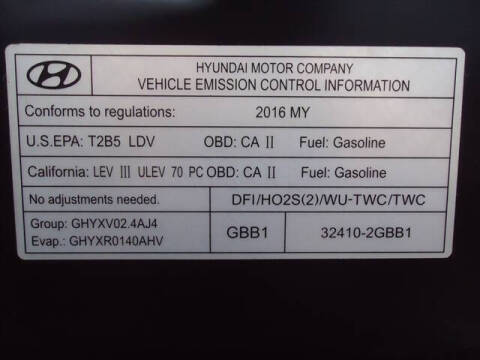 HYUNDAI MOTOR COMPANY
VEHICLE EMISSION CONTROL INFORMATION
Conforms to regulations: 2016 MY
U.S.EPA: T2B5 LDV OBD: CA II Fuel: Gasoline
California: LEV III ULEV 70 PC OBD: CA II Fuel: Gasoline
No adjustments needed. DFI/HO2S(2)/WU-TWC/TWC
Group: GHYXV02.4AJ4
Evap.: GHYXR0140AHV
GBB1 32410-2GBB1